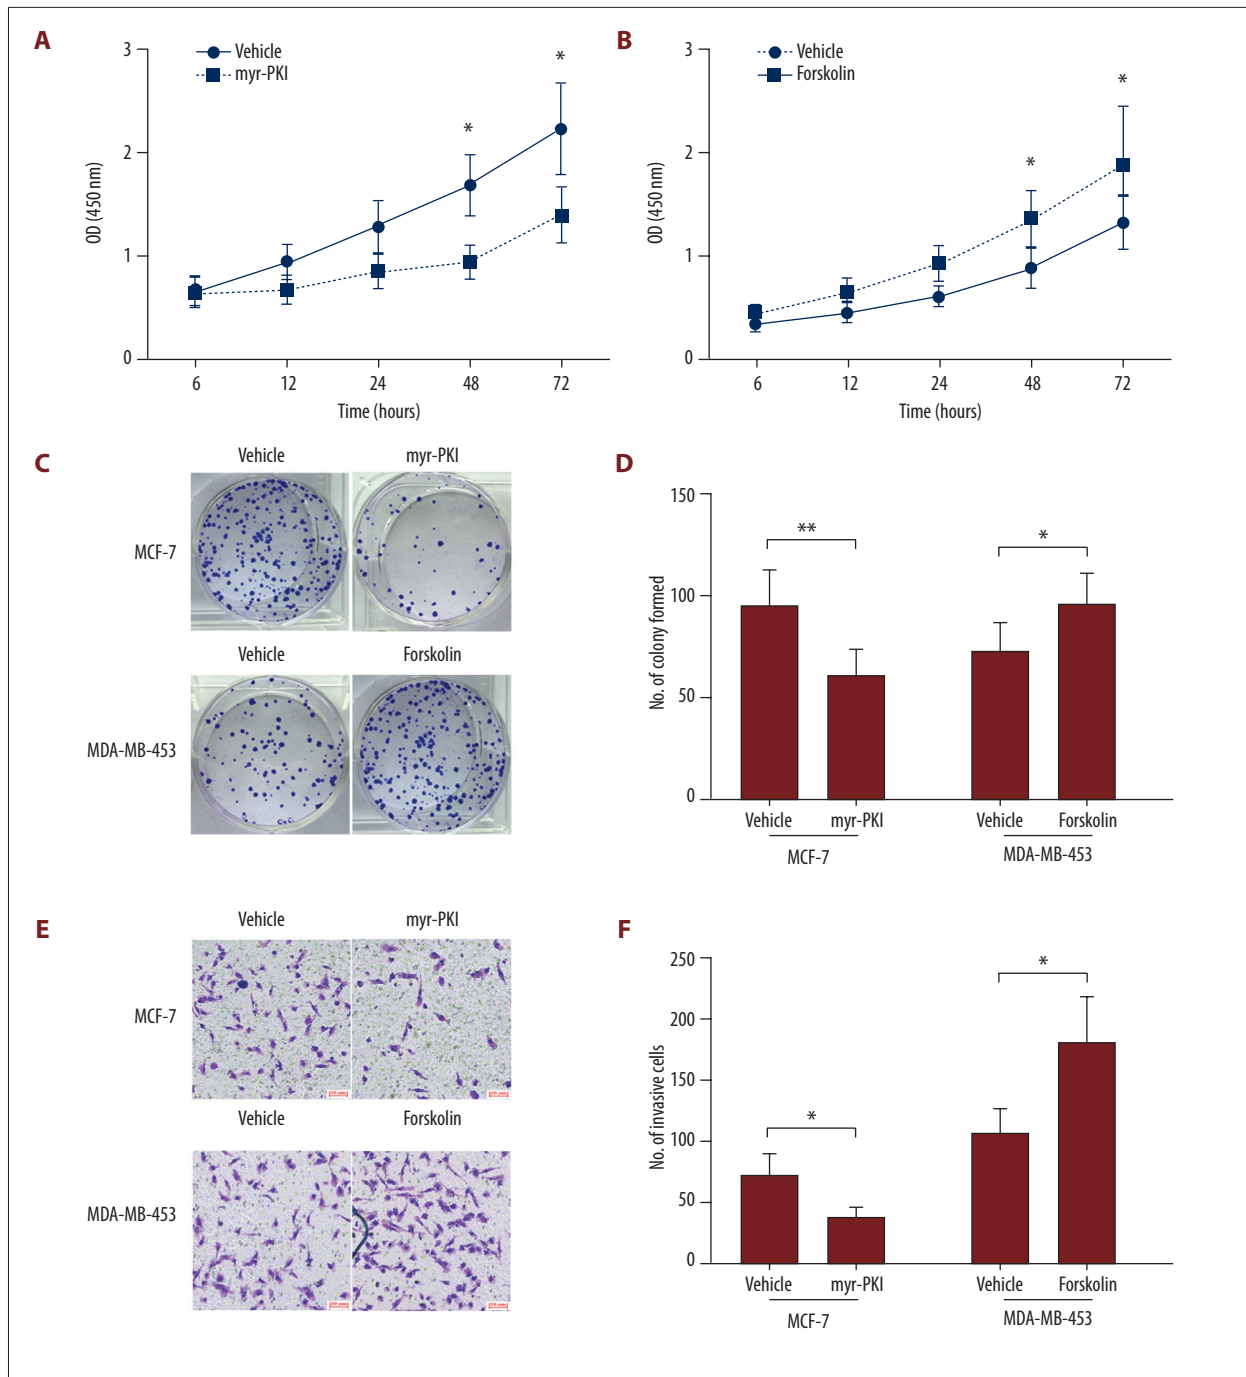 A
Vehicle
myr-PKI
OD (450 nm)
3
2
1
0
*
*
6 12 24 48 72
Time (hours)
B
Vehicle
Forskolin
OD (450 nm)
3
2
1
0
*
*
6 12 24 48 72
Time (hours)
C
Vehicle myr-PKI
MCF-7
Vehicle Forskolin
MDA-MB-453
D
No. of colony formed
150
100
50
0
**
*
Vehicle myr-PKI Vehicle Forskolin
MCF-7 MDA-MB-453
E
Vehicle myr-PKI
MCF-7
Vehicle Forskolin
MDA-MB-453
F
No. of invasive cells
250
200
150
100
50
0
*
*
Vehicle myr-PKI Vehicle Forskolin
MCF-7 MDA-MB-453